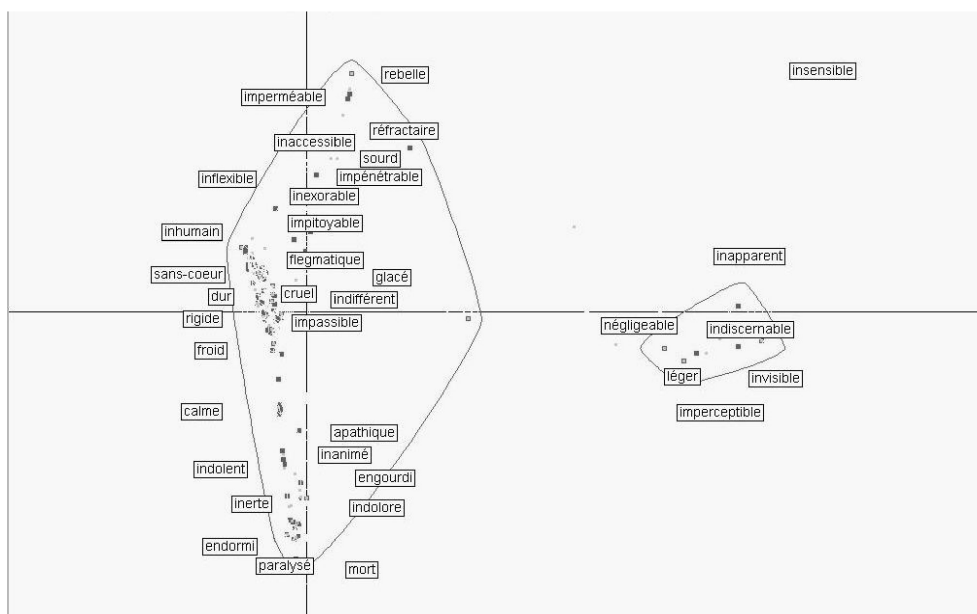 insensible
rebelle
imperméable
réfractaire
inaccessible
sourd
impénétrable
inflexible
inexorable
impitoyable
inhumain
inapparent
flegmatique
sans-coeur
glacé
cruel
dur
indifférent
rigide
impassible
négligeable
indiscernable
froid
léger
invisible
calme
imperceptible
apathique
inanimé
indolent
engourdi
inerte
indolore
endormi
paralysé
mort